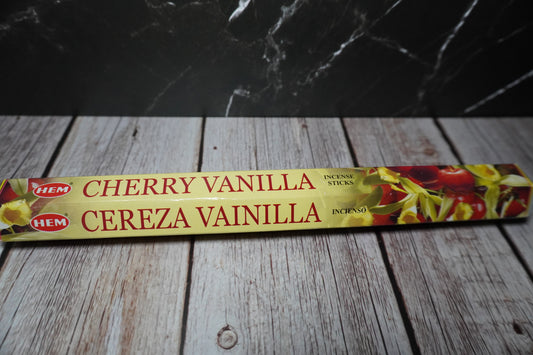 HEM CHERRY VANILLA INCENSE STICKS
HEM CEREZA VAINILLA INCIENSO